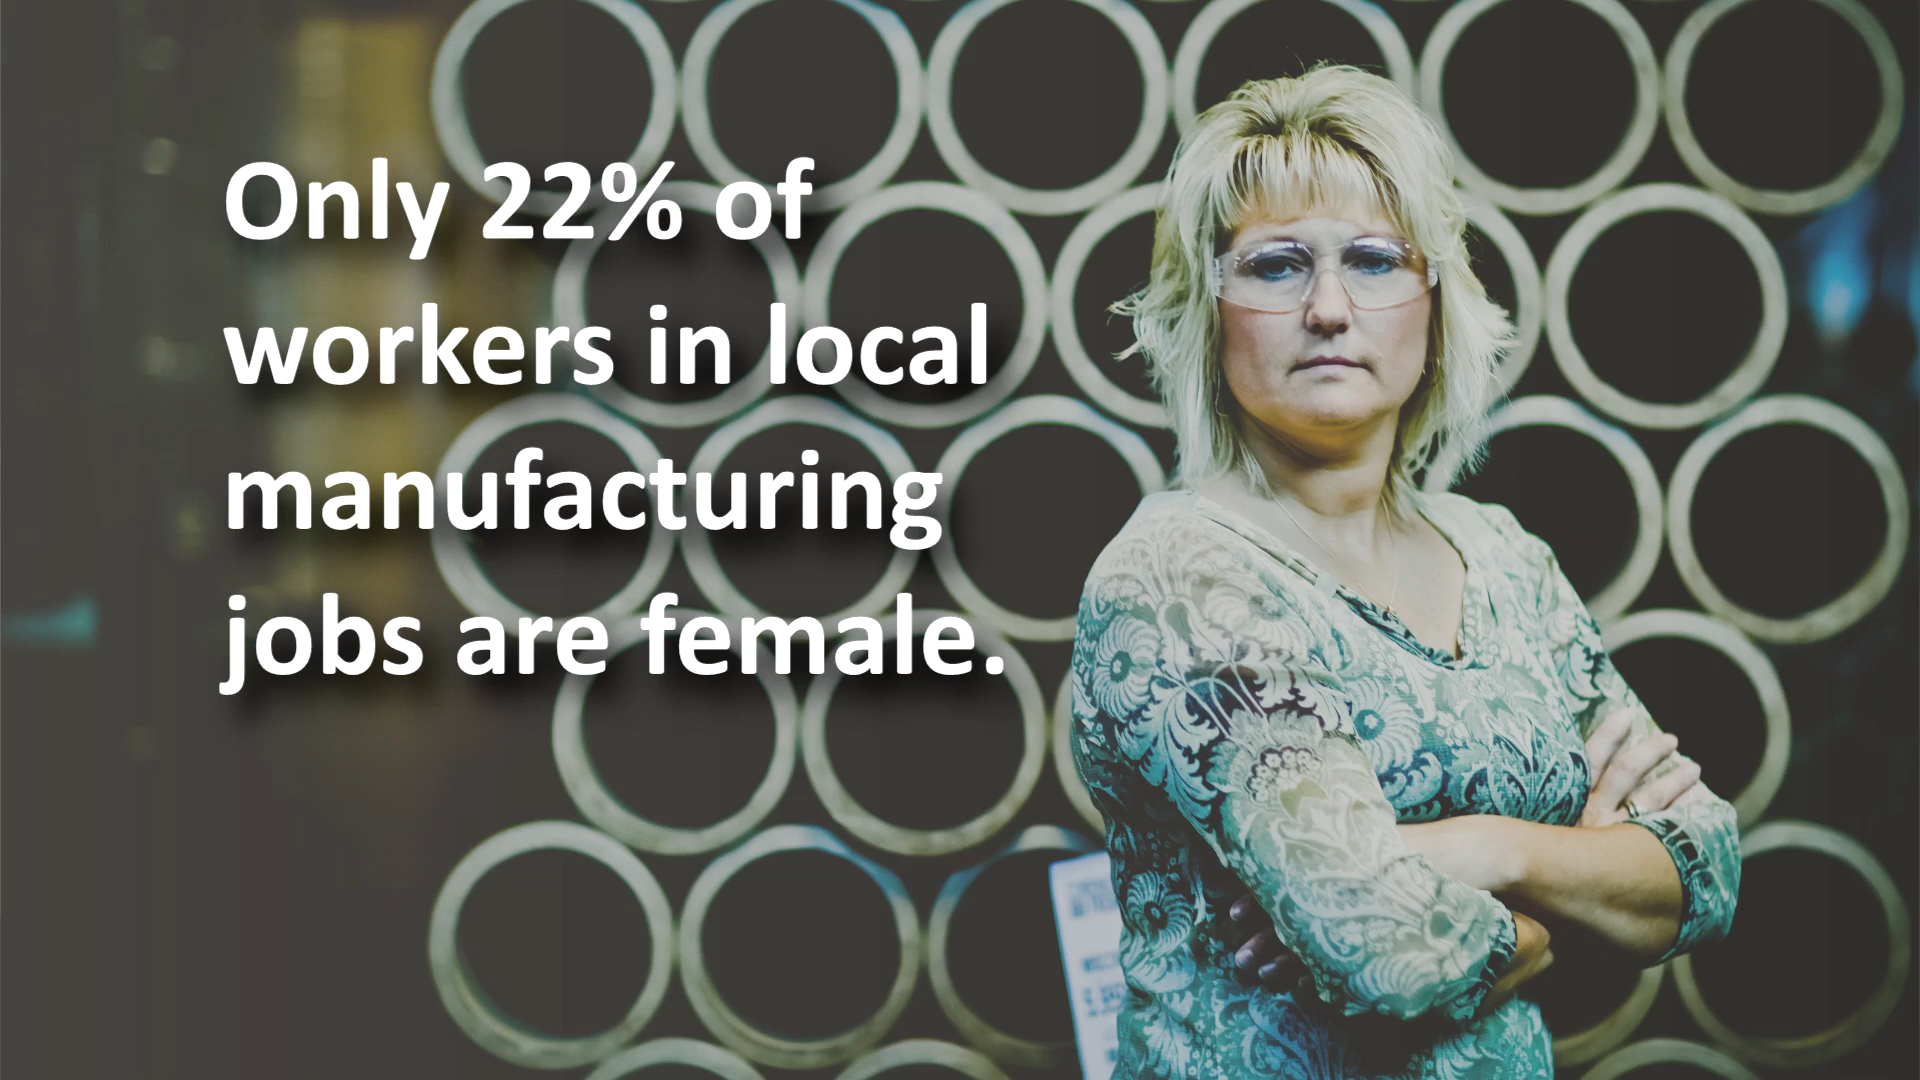 Only 22% of
workers in local
manufacturing
jobs are female.